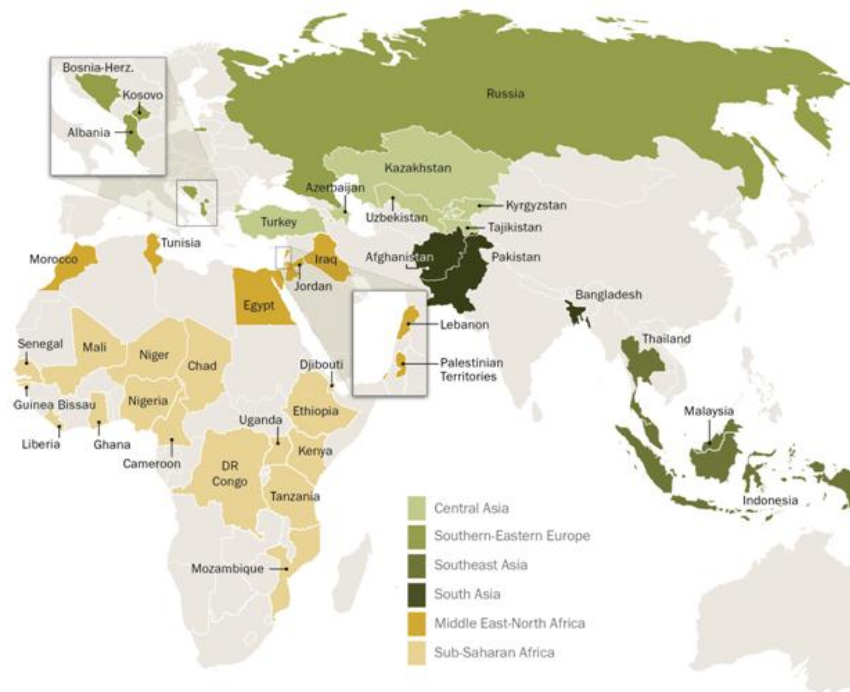 Bosnia-Herz.
Kosovo
Albania
Russia
Kazakhstan
Azerbaijan
Uzbekistan
Kyrgyzstan
Tajikistan
Turkey
Tunisia
Morocco
Iraq
Afghanistan
Pakistan
Jordan
Egypt
Bangladesh
Lebanon
Thailand
Palestinian
Territories
Senegal
Mali
Niger
Chad
Djibouti
Guinea Bissau
Nigeria
Ethiopia
Malaysia
Uganda
Liberia
Ghana
Kenya
Cameroon
DR
Congo
Tanzania
Indonesia
Mozambique
Central Asia
Southern-Eastern Europe
Southeast Asia
South Asia
Middle East-North Africa
Sub-Saharan Africa